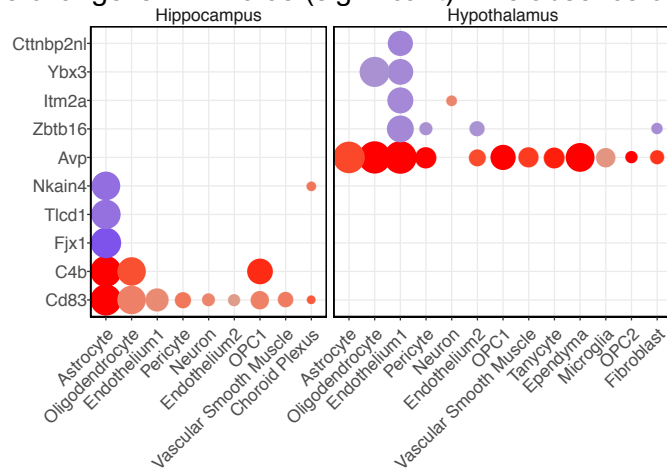 Hippocampus
Hypothalamus
Cttnbp2nl
Ybx3
Itm2a
Zbtb16
Avp
Nkain4
Tlcd1
Fjx1
C4b
Cd83
Astrocyte
Oligodendrocyte
Endothelium1
Pericyte
Neuron
Endothelium2
OPC1
Vascular Smooth Muscle
Choroid Plexus
Astrocyte
Oligodendrocyte
Endothelium1
Pericyte
Neuron
Endothelium2
OPC1
Vascular Smooth Muscle
Tanycyte
Ependyma
Microglia
OPC2
Fibroblast